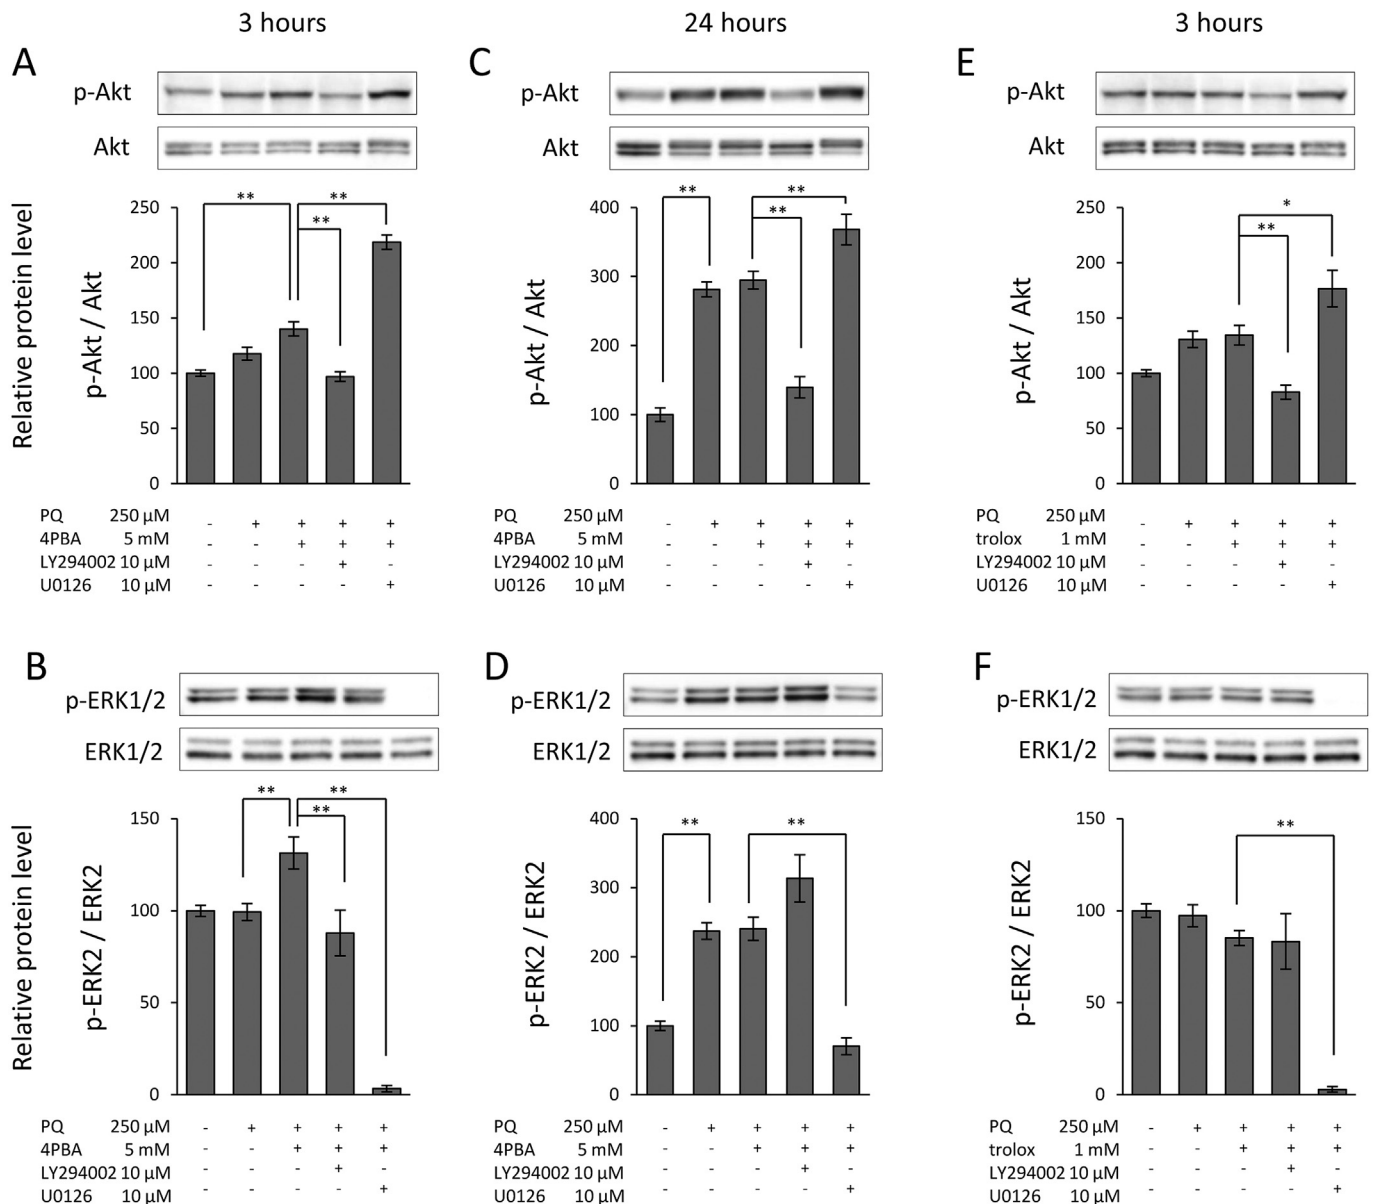 3 hours
24 hours
3 hours
A
p-Akt
Akt
Relative protein level
p-Akt / Akt
250
200
150
100
50
0
**
**
**
PQ 250 µM - + + + +
4PBA 5 mM - - + + +
LY294002 10 µM - - - + -
U0126 10 µM - - - - +
C
p-Akt
Akt
p-Akt / Akt
400
300
200
100
0
**
**
**
PQ 250 µM - + + + +
4PBA 5 mM - - + + +
LY294002 10 µM - - - + -
U0126 10 µM - - - - +
E
p-Akt
Akt
p-Akt / Akt
250
200
150
100
50
0
*
**
PQ 250 µM - + + + +
trolox 1 mM - - + + +
LY294002 10 µM - - - + -
U0126 10 µM - - - - +
B
p-ERK1/2
ERK1/2
Relative protein level
p-ERK2 / ERK2
150
100
50
0
**
**
**
PQ 250 µM - + + + +
4PBA 5 mM - - + + +
LY294002 10 µM - - - + -
U0126 10 µM - - - - +
D
p-ERK1/2
ERK1/2
p-ERK2 / ERK2
400
300
200
100
0
**
**
PQ 250 µM - + + + +
4PBA 5 mM - - + + +
LY294002 10 µM - - - + -
U0126 10 µM - - - - +
F
p-ERK1/2
ERK1/2
p-ERK2 / ERK2
150
100
50
0
**
PQ 250 µM - + + + +
trolox 1 mM - - + + +
LY294002 10 µM - - - + -
U0126 10 µM - - - - +